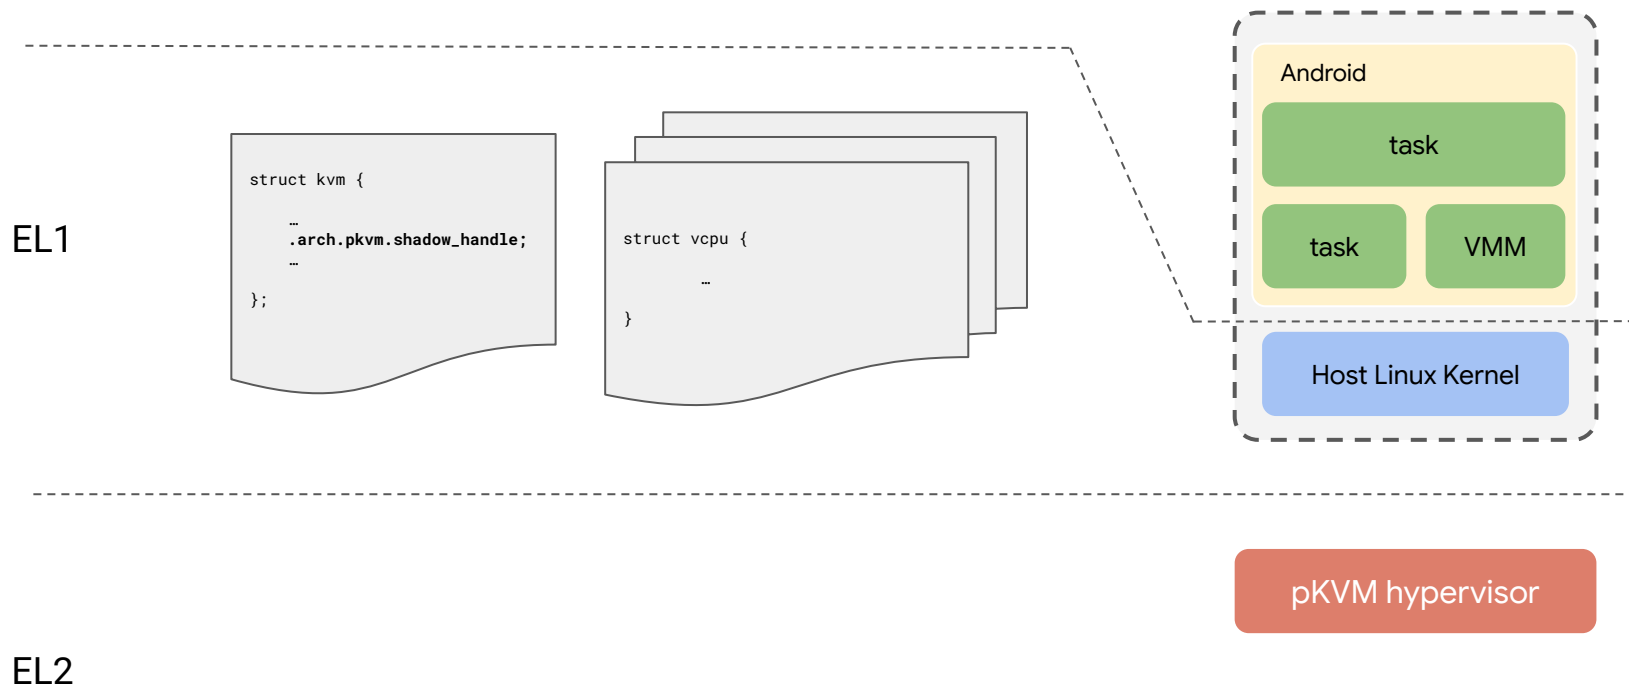 EL1
struct kvm {
…
.arch.pkvm.shadow_handle;
…
};
struct vcpu {
…
}
Android
task
task
VMM
Host Linux Kernel
pKVM hypervisor
EL2